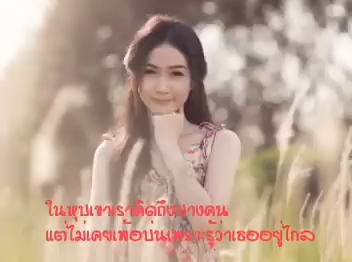 ในหุบเขาเราคิดถึงบางคน
แต่ไม่เคยเพ้อบ่นเพราะรู้ว่าเธออยู่ไกล